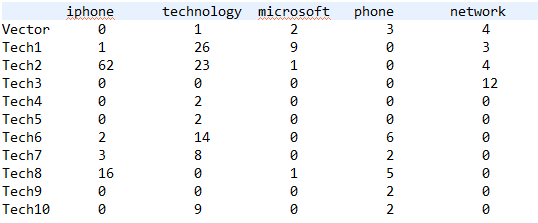 iphone technology microsoft phone network
Vector 0 1 2 3 4
Tech1 1 26 9 0 3
Tech2 62 23 1 0 4
Tech3 0 0 0 0 12
Tech4 0 2 0 0 0
Tech5 0 2 0 0 0
Tech6 2 14 0 6 0
Tech7 3 8 0 2 0
Tech8 16 0 1 5 0
Tech9 0 0 0 2 0
Tech10 0 9 0 2 0